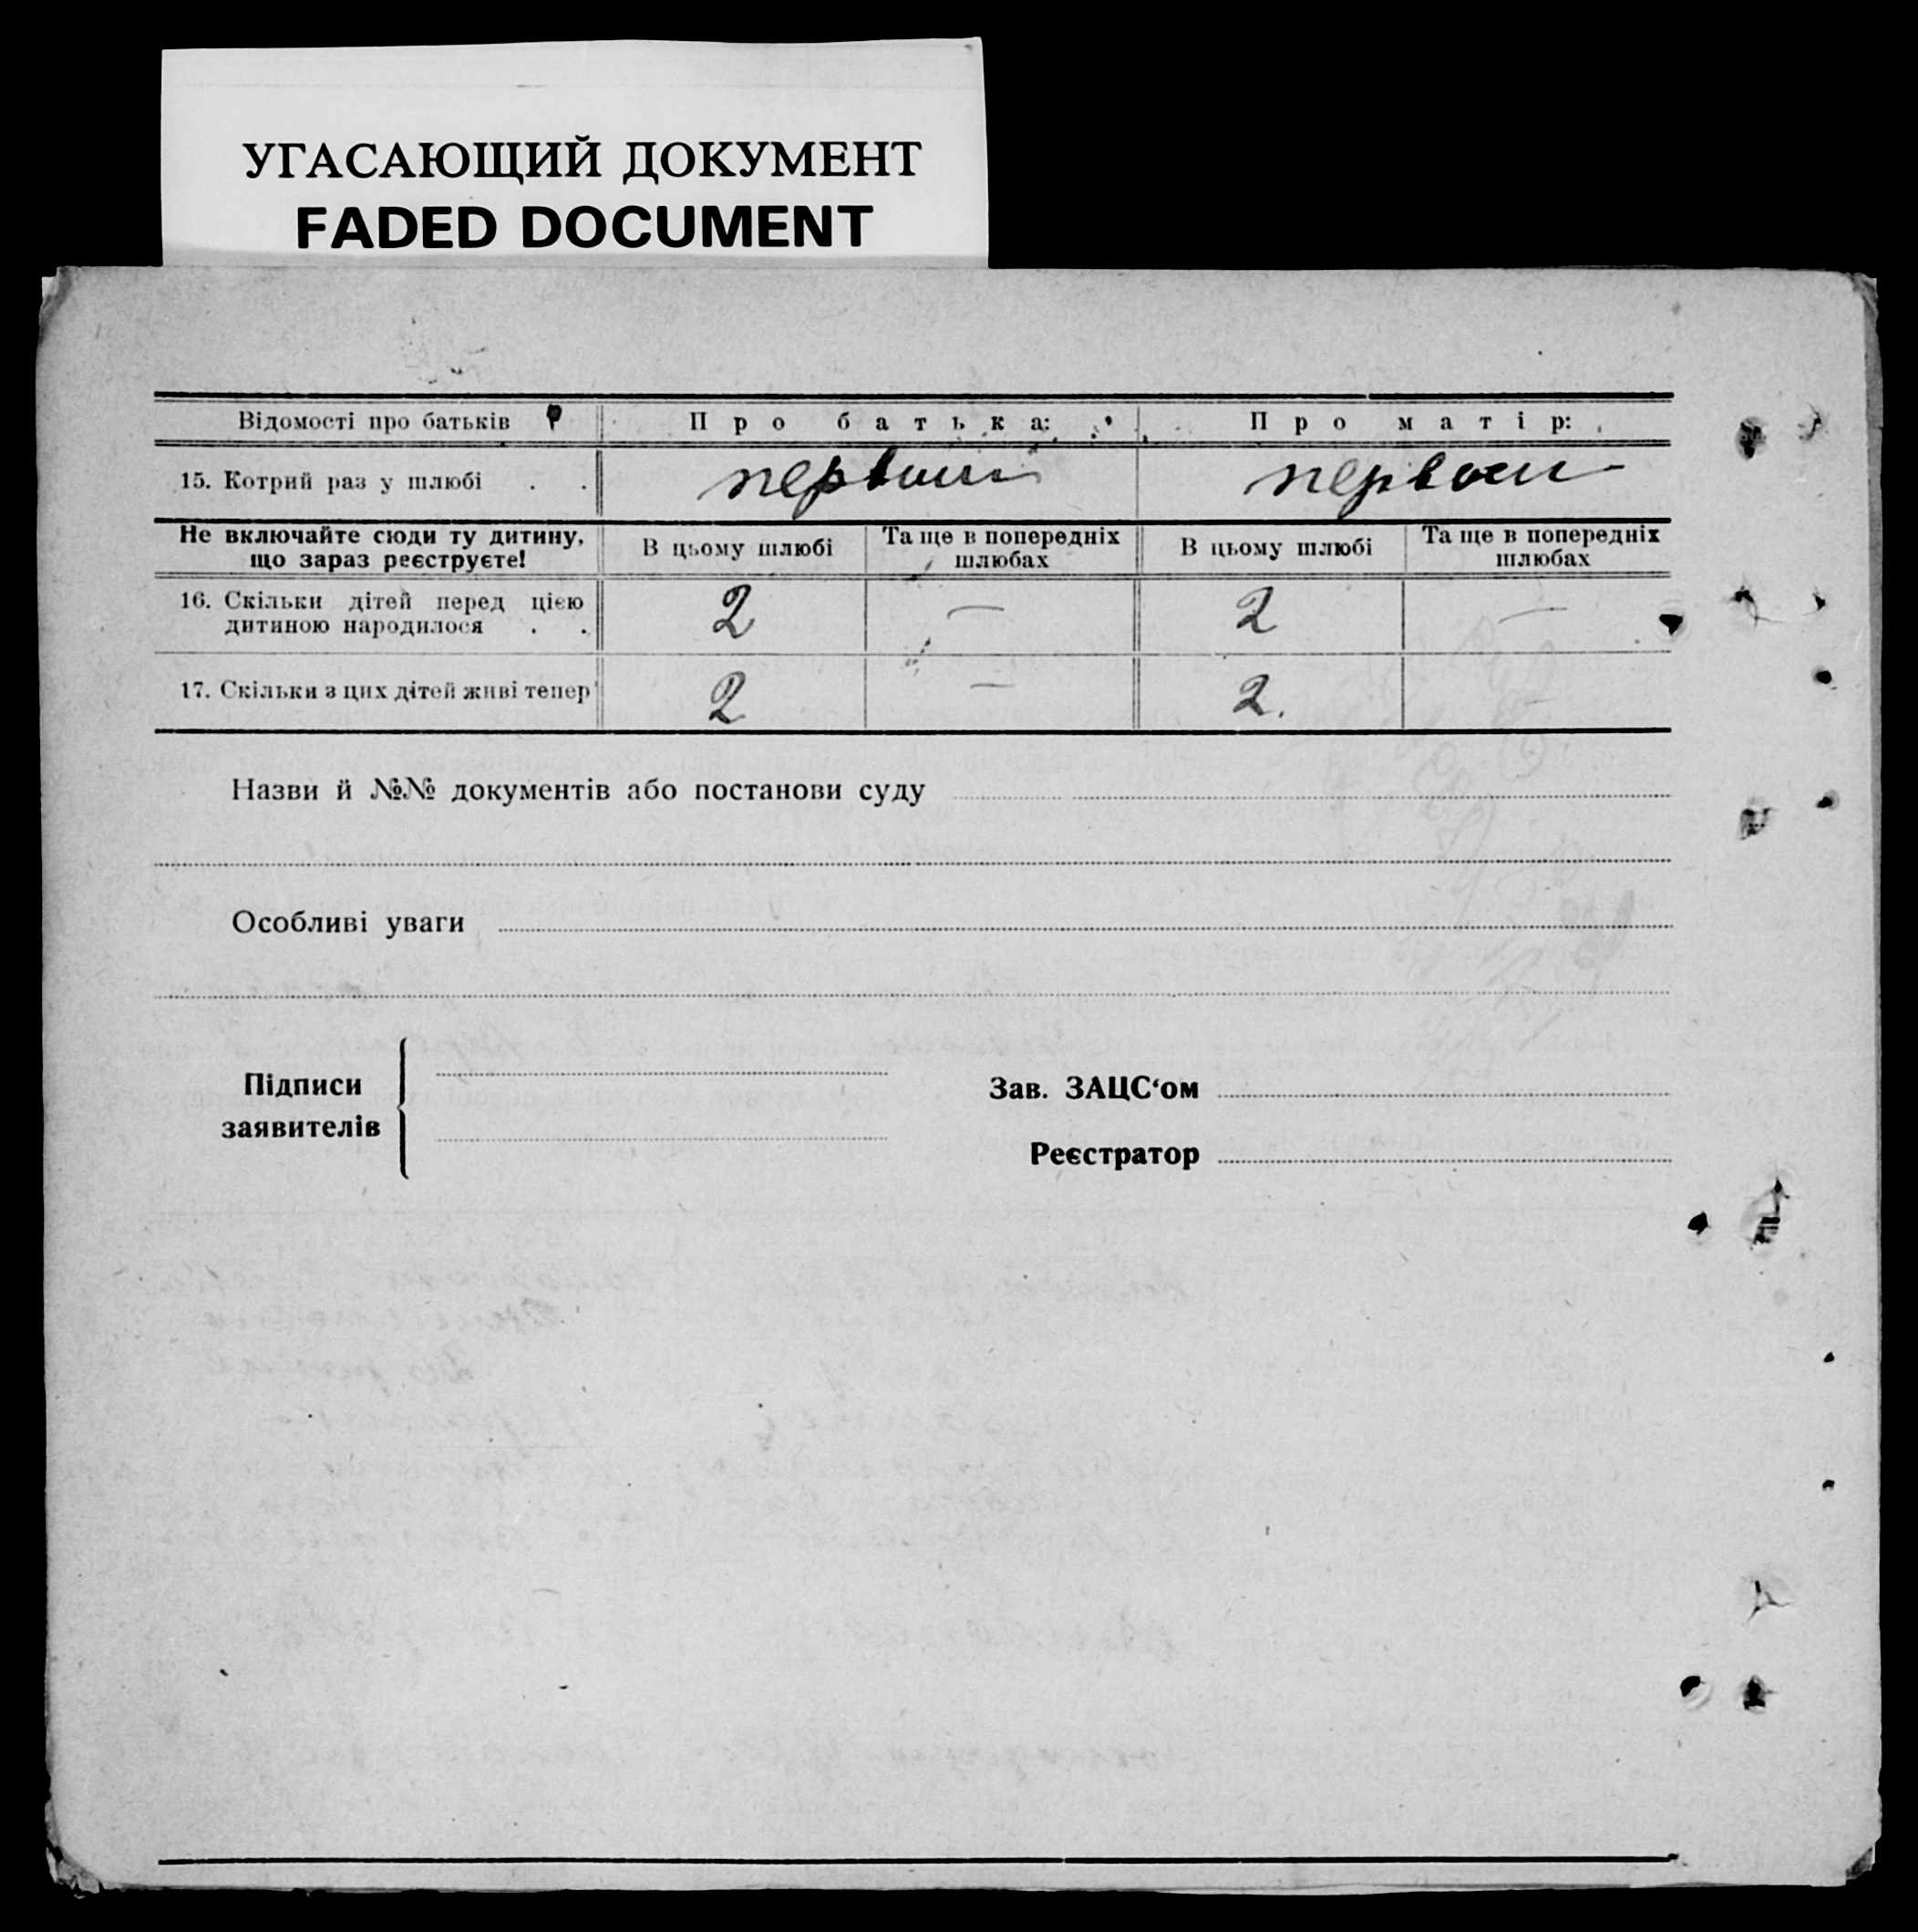 УГАСАЮЩИЙ ДОКУМЕНТ
FADED DOCUMENT
Відомості про батьків Про батька: Про матір:
15. Котрий раз у шлюбі . . первый первый
Не включайте сюди ту дитину, що зараз реєструєте! В цьому шлюбі Та ще в попередніх шлюбах В цьому шлюбі Та ще в попередніх шлюбах
16. Скільки дітей перед цією дитиною народилося . . 2 — 2 —
17. Скільки з цих дітей живі тепер 2 — 2. —
Назви й №№ документів або постанови суду
Особливі уваги
Підписи заявителів
Зав. ЗАЦС‘ом
Реєстратор